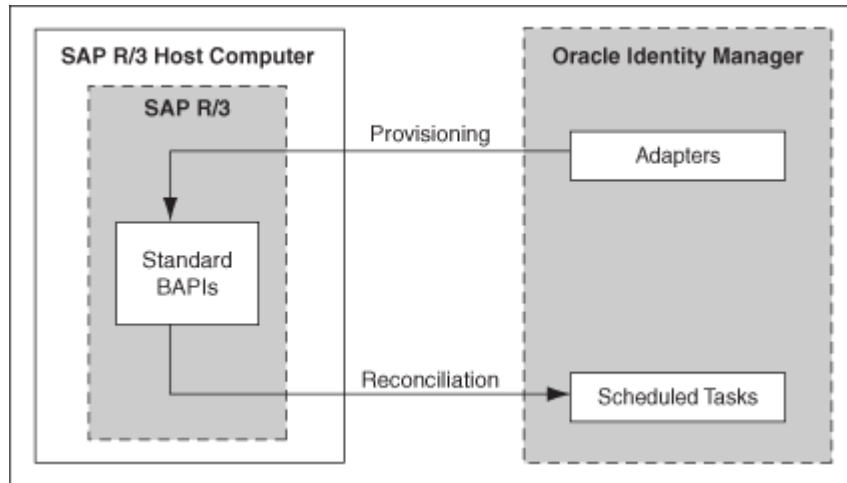 SAP R/3 Host Computer
Oracle Identity Manager
SAP R/3
Provisioning
Adapters
Standard
BAPIs
Reconciliation
Scheduled Tasks